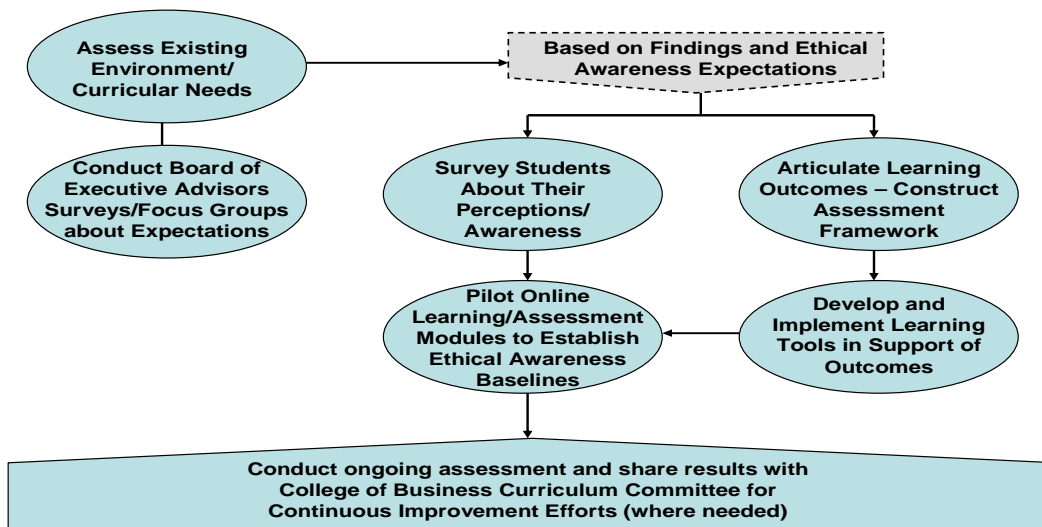 Assess Existing
Environment/
Curricular Needs
Based on Findings and Ethical
Awareness Expectations
Conduct Board of
Executive Advisors
Surveys/Focus Groups
about Expectations
Survey Students
About Their
Perceptions/
Awareness
Articulate Learning
Outcomes – Construct
Assessment
Framework
Pilot Online
Learning/Assessment
Modules to Establish
Ethical Awareness
Baselines
Develop and
Implement Learning
Tools in Support of
Outcomes
Conduct ongoing assessment and share results with
College of Business Curriculum Committee for
Continuous Improvement Efforts (where needed)